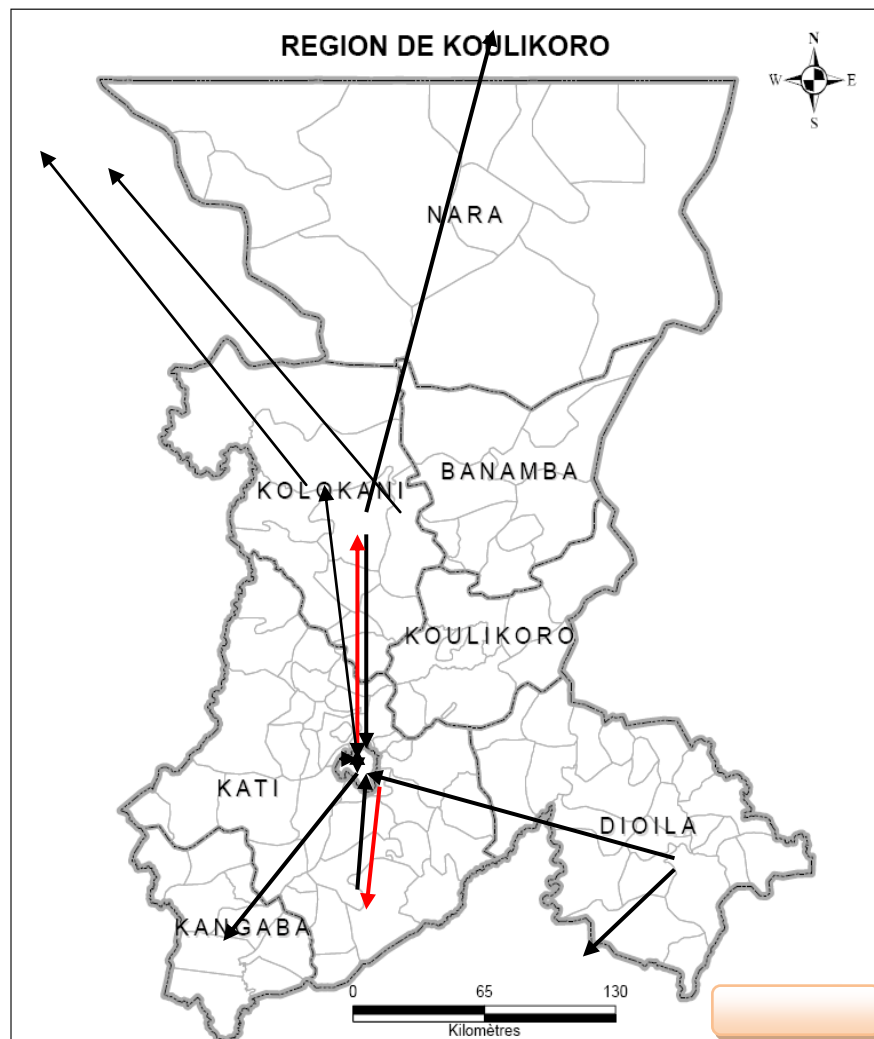 REGION DE KOULIKORO
N
W E
S
NARA
KOLOKANI
BANAMBA
KOULIKORO
KATI
DIOILA
KANGABA
0 65 130
Kilomètres